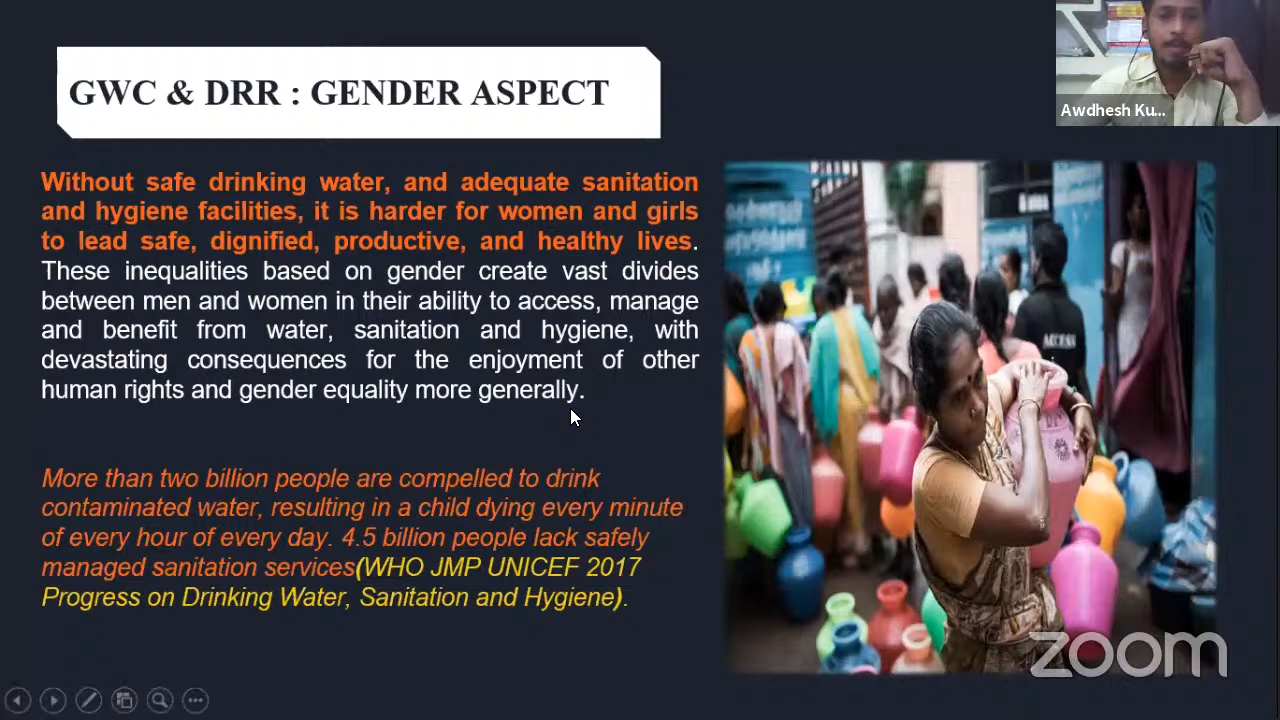 GWC & DRR : GENDER ASPECT
Awdhesh Ku...
Without safe drinking water, and adequate sanitation
and hygiene facilities, it is harder for women and girls
to lead safe, dignified, productive, and healthy lives.
These inequalities based on gender create vast divides
between men and women in their ability to access, manage
and benefit from water, sanitation and hygiene, with
devastating consequences for the enjoyment of other
human rights and gender equality more generally.
More than two billion people are compelled to drink
contaminated water, resulting in a child dying every minute
of every hour of every day. 4.5 billion people lack safely
managed sanitation services(WHO JMP UNICEF 2017
Progress on Drinking Water, Sanitation and Hygiene).
zoom